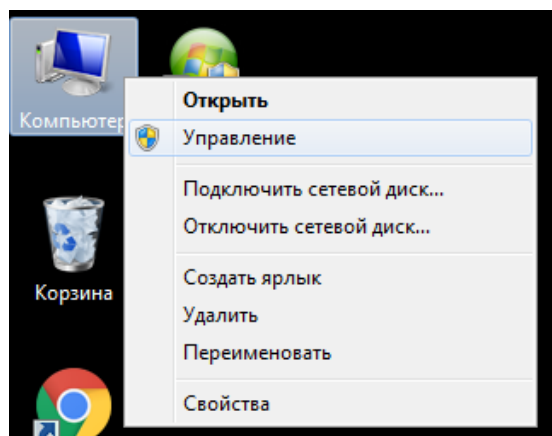 Компьютер
Открыть
Управление
Подключить сетевой диск...
Отключить сетевой диск...
Создать ярлык
Удалить
Переименовать
Свойства
Корзина